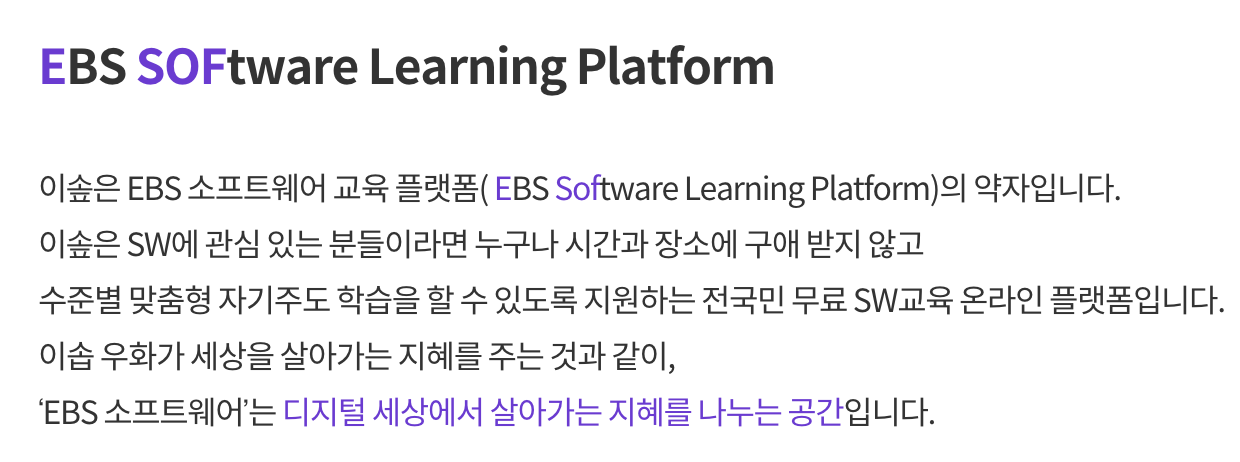 EBS SOFtware Learning Platform
이솦은 EBS 소프트웨어 교육 플랫폼( EBS Software Learning Platform)의 약자입니다.
이솦은 SW에 관심 있는 분들이라면 누구나 시간과 장소에 구애 받지 않고
수준별 맞춤형 자기주도 학습을 할 수 있도록 지원하는 전국민 무료 SW교육 온라인 플랫폼입니다.
이솝 우화가 세상을 살아가는 지혜를 주는 것과 같이,
‘EBS 소프트웨어’는 디지털 세상에서 살아가는 지혜를 나누는 공간입니다.